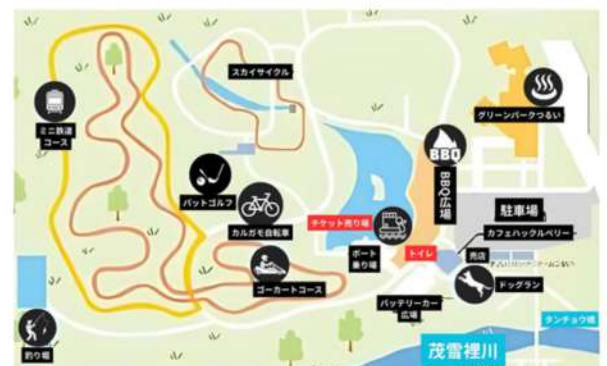 スカイサイクル
グリーンパークつるい
ミニ鉄道
コース
BBQ
BBQ広場
パットゴルフ
カルガモ自転車
チケット売り場
駐車場
カフェハックルベリー
ボート
乗り場
トイレ
売店
ゴーカートコース
ドッグラン
バッテリーカー
広場
タンチョウ橋
釣り場
茂雪裡川